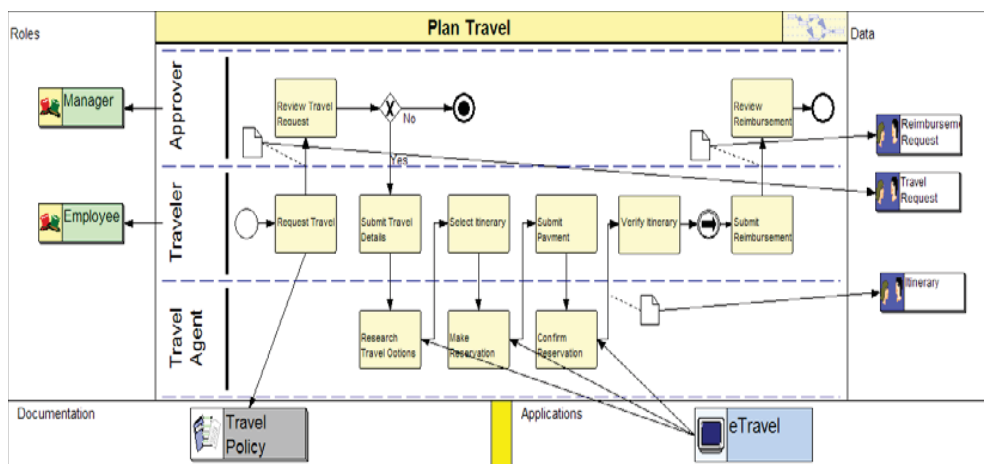 Roles
Plan Travel
Data
Approver
Manager
Review Travel
Request
X
No
Yes
Review
Reimbursement
Reimburseme
Request
Travel
Request
Traveler
Employee
Request Travel
Submit Travel
Details
Select Itinerary
Submit
Payment
Verify Itinerary
Submit
Reimbursement
Itinerary
Travel
Agent
Research
Travel Options
Make
Reservation
Confirm
Reservation
Documentation
Travel
Policy
Applications
eTravel